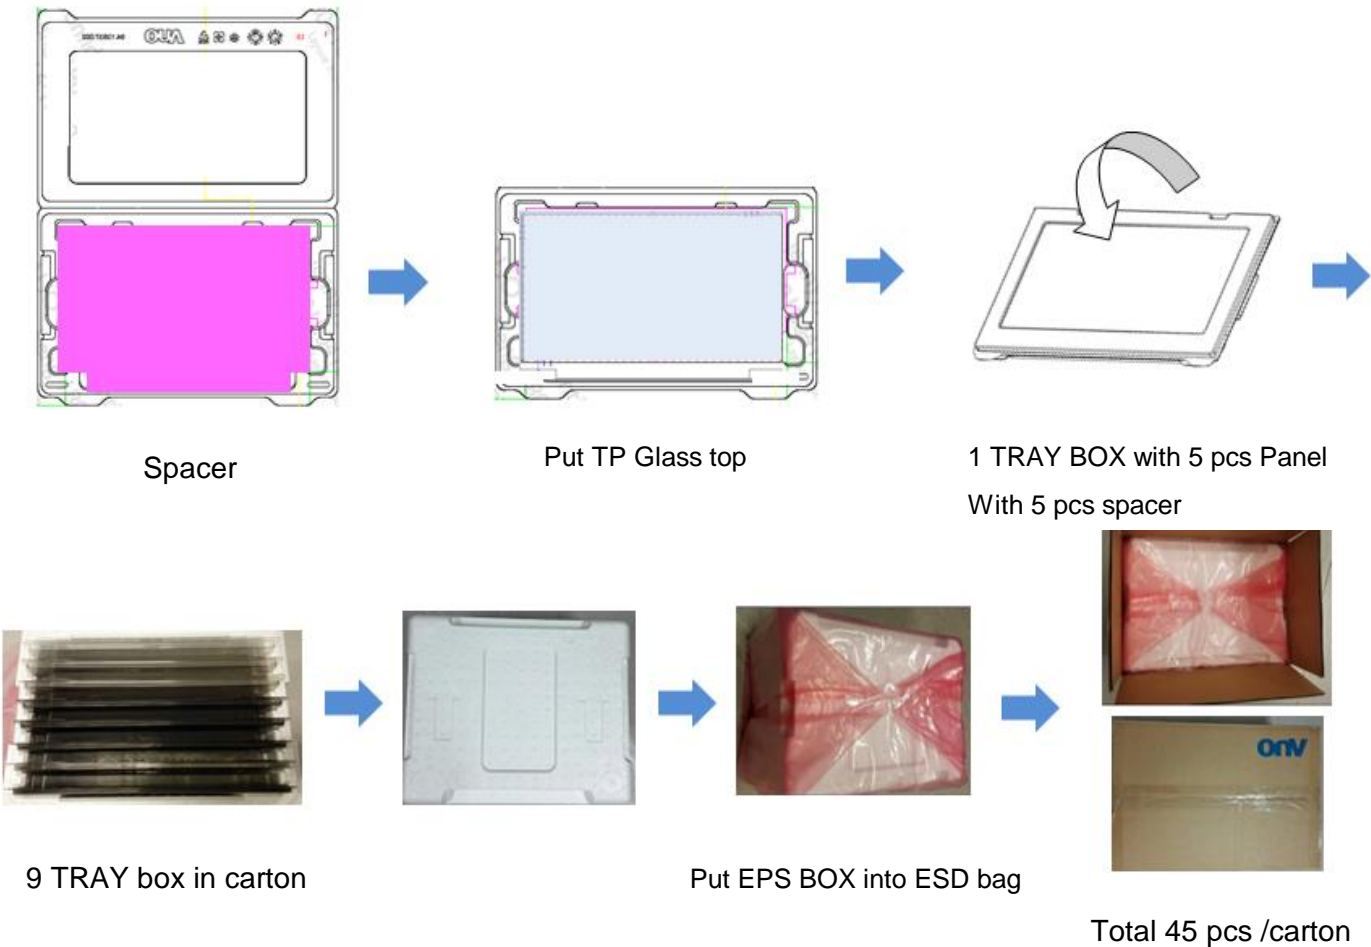 Spacer
Put TP Glass top
1 TRAY BOX with 5 pcs Panel
With 5 pcs spacer
9 TRAY box in carton
Put EPS BOX into ESD bag
Total 45 pcs /carton